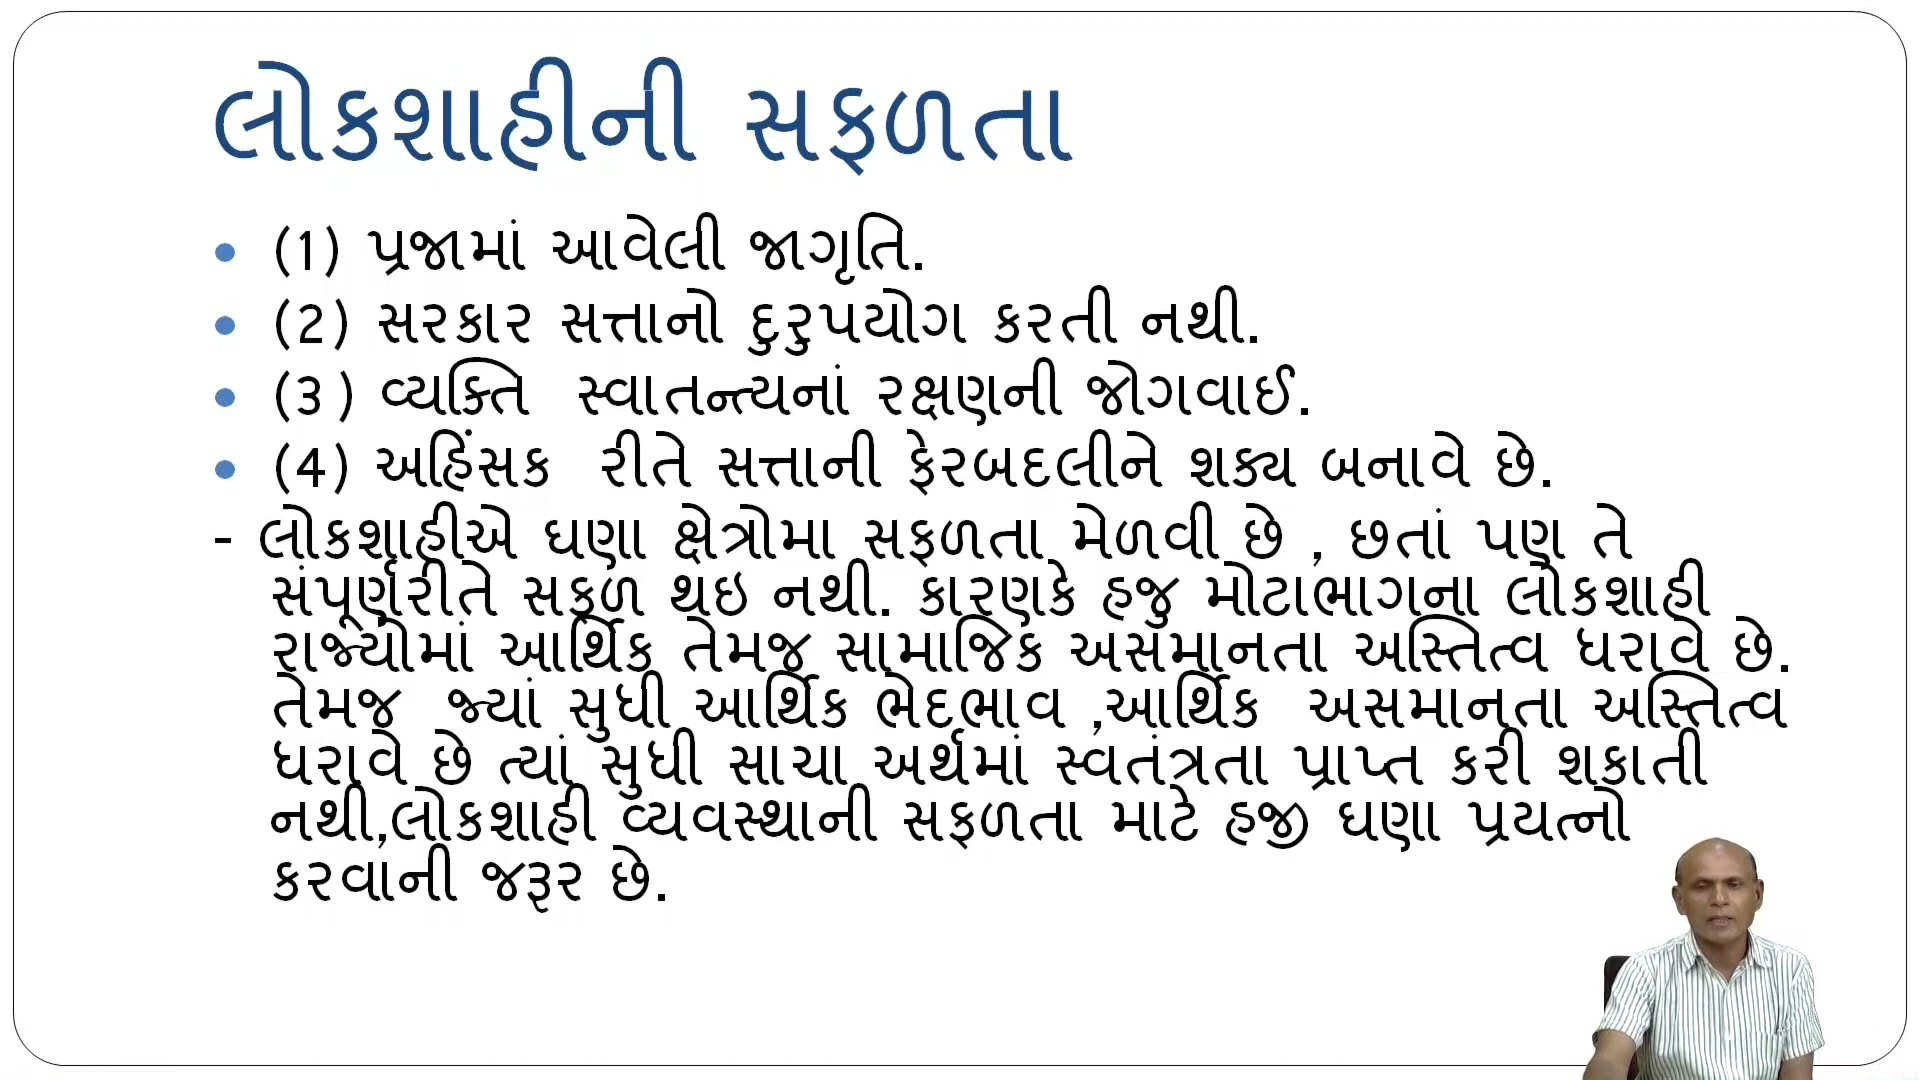 લોકશાહીની સફળતા
• (1) પ્રજામાં આવેલી જાગૃતિ.
• (2) સરકાર સત્તાનો દુરુપયોગ કરતી નથી.
• (3) વ્યક્તિ સ્વાતન્ત્યનાં રક્ષણની જોગવાઈ.
• (4) અહિંસક રીતે સત્તાની ફેરબદલીને શક્ય બનાવે છે.
- લોકશાહીએ ઘણા ક્ષેત્રોમા સફળતા મેળવી છે , છતાં પણ તે
સંપૂર્ણરીતે સફળ થઇ નથી. કારણકે હજુ મોટાભાગના લોકશાહી
રાજ્યોમાં આર્થિક તેમજ સામાજિક અસમાનતા અસ્તિત્વ ધરાવે છે.
તેમજ જ્યાં સુધી આર્થિક ભેદભાવ ,આર્થિક અસમાનતા અસ્તિત્વ
ધરાવે છે ત્યાં સુધી સાચા અર્થમાં સ્વતંત્રતા પ્રાપ્ત કરી શકાતી
નથી,લોકશાહી વ્યવસ્થાની સફળતા માટે હજી ઘણા પ્રયત્નો
કરવાની જરૂર છે.